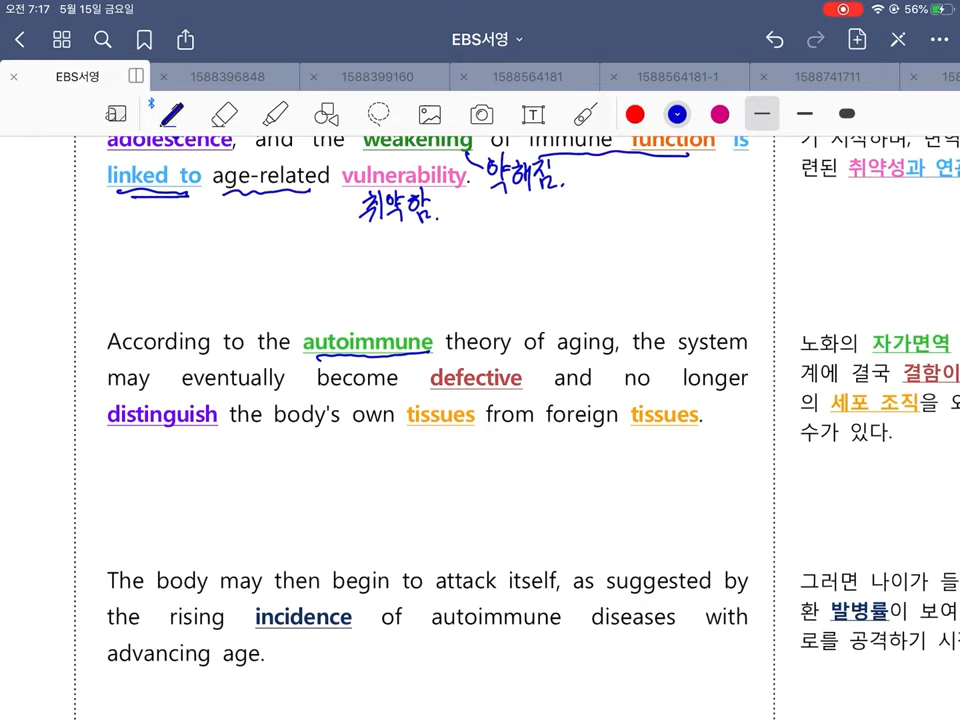 오전 7:17 5월 15일 금요일
56%
EBS서영
EBS서영
1588396848
1588399160
1588564181
1588564181-1
1588741711
adolescence, and the weakening of immune function is
linked to age-related vulnerability. 약해짐.
취약함.
According to the autoimmune theory of aging, the system
may eventually become defective and no longer
distinguish the body's own tissues from foreign tissues.
The body may then begin to attack itself, as suggested by
the rising incidence of autoimmune diseases with
advancing age.
련된 취약성과 연관
노화의 자가면역
계에 결국 결함이
의 세포 조직을
수가 있다.
그러면 나이가 들
환 발병률이 보여
로를 공격하기